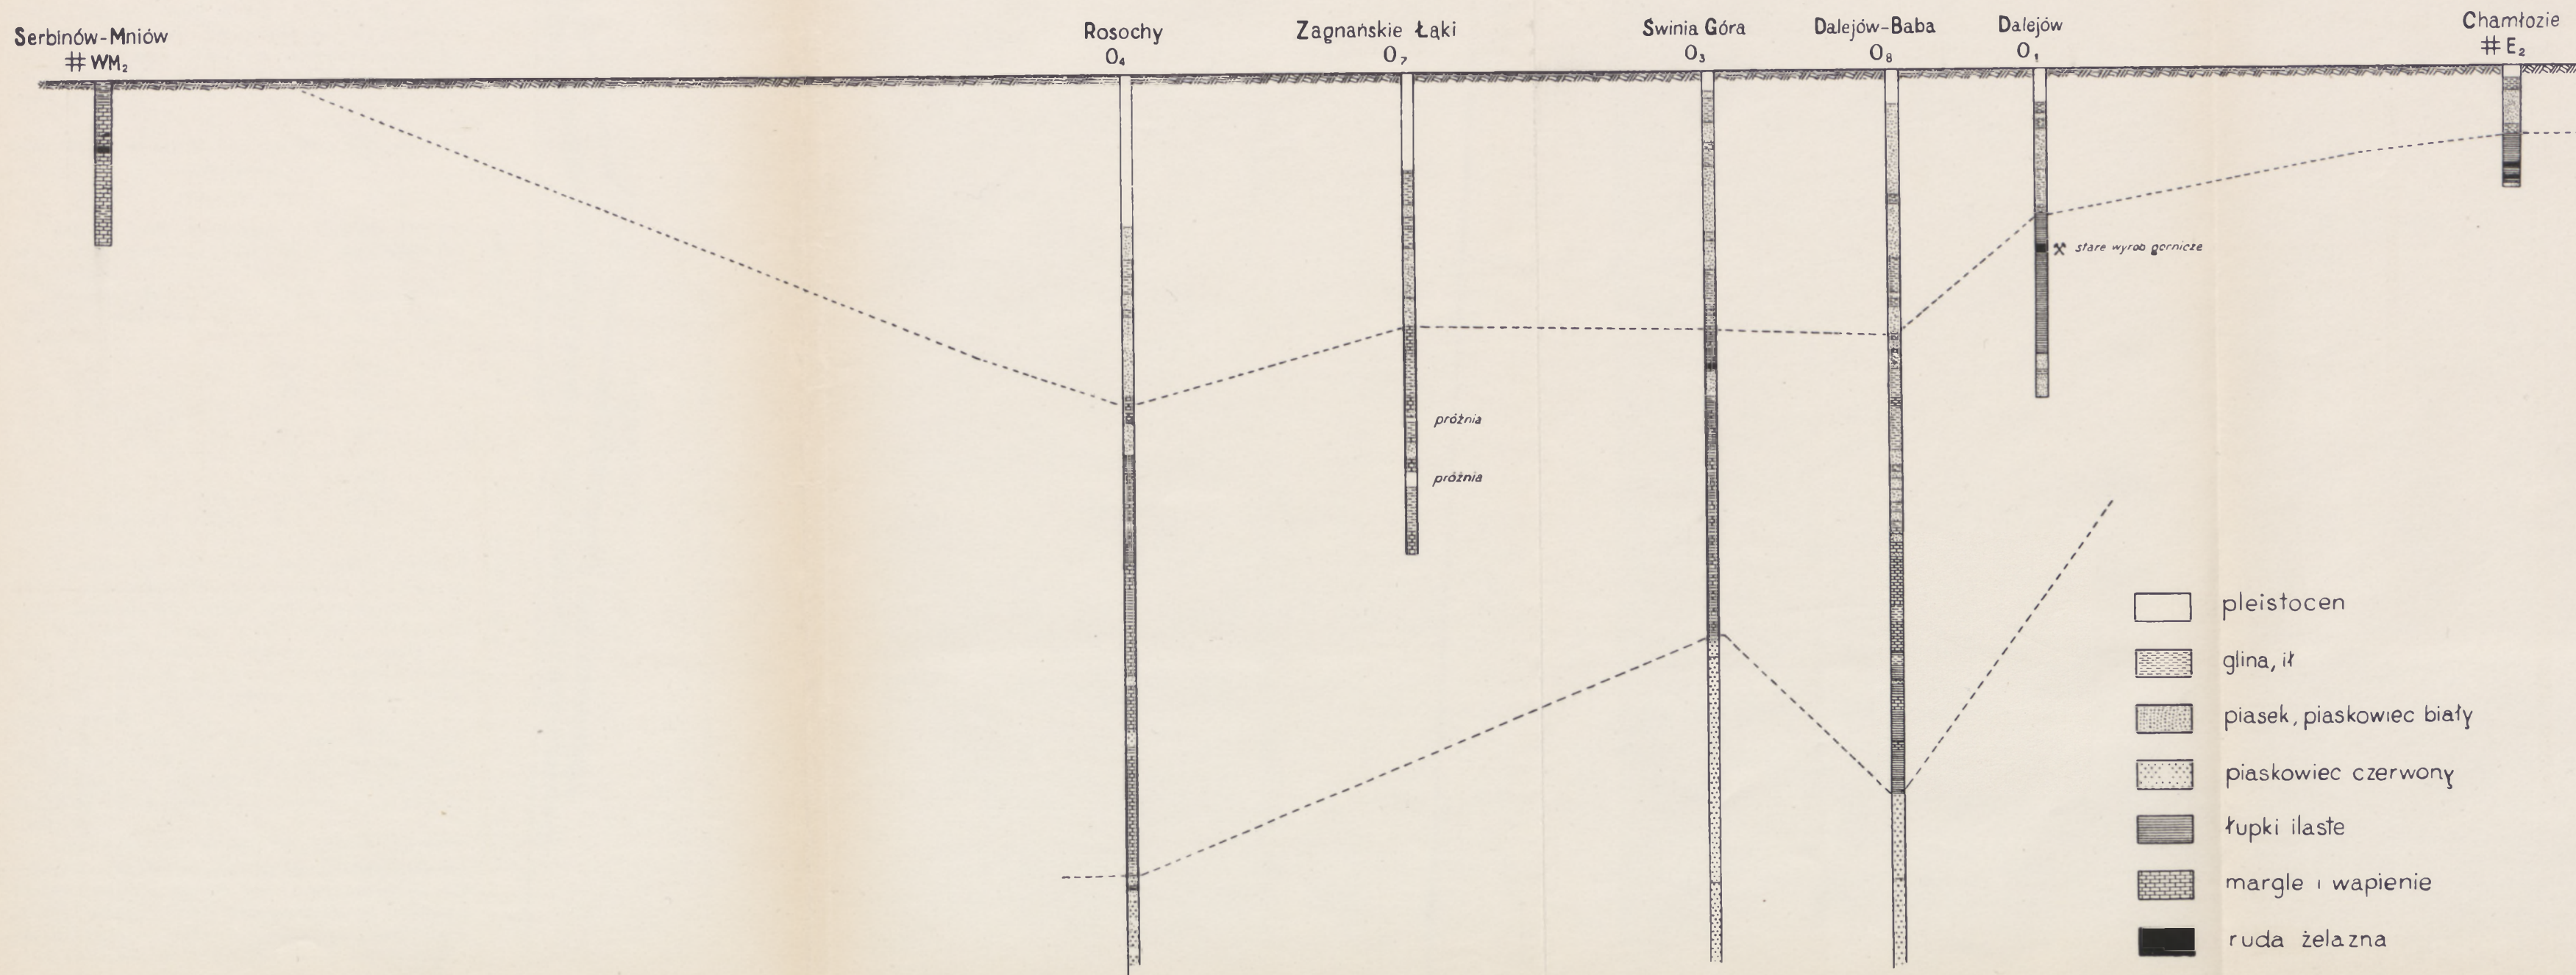 Serbinów-Mniów
# WM₂
Rosochy
O₄
Zagnańskie Łąki
O₇
Swinia Góra
O₃
Dalejów-Baba
O₈
Dalejów
O₁
Chamłozie
# E₂
stare wyrob gornicze
próżnia
próżnia
pleistocen
glina, ił
piasek, piaskowiec biały
piaskowiec czerwony
łupki ilaste
margle i wapienie
ruda żelazna